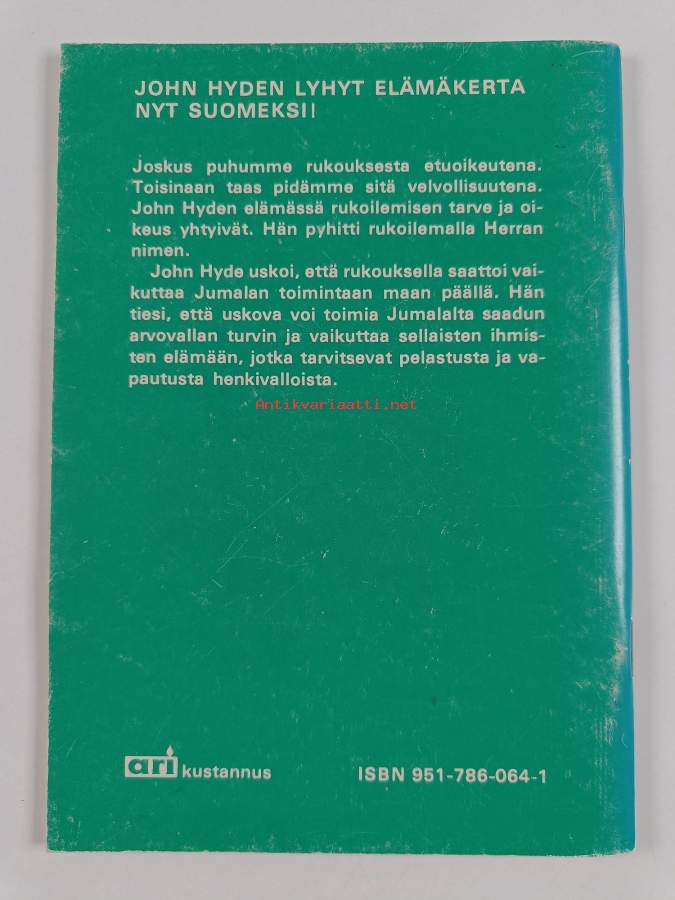 JOHN HYDEN LYHYT ELÄMÄKERTA
NYT SUOMEKSI!
Joskus puhumme rukouksesta etuoikeutena.
Toisinaan taas pidämme sitä velvollisuutena.
John Hyden elämässä rukoilemisen tarve ja oi-
keus yhtyivät. Hän pyhitti rukoilemalla Herran
nimen.
John Hyde uskoi, että rukouksella saattoi vai-
kuttaa Jumalan toimintaan maan päällä. Hän
tiesi, että uskova voi toimia Jumalalta saadun
arvovallan turvin ja vaikuttaa sellaisten ihmis-
ten elämään, jotka tarvitsevat pelastusta ja va-
pautusta henkivalloista.
Antikvariaatti.net
ari kustannus
ISBN 951-786-064-1